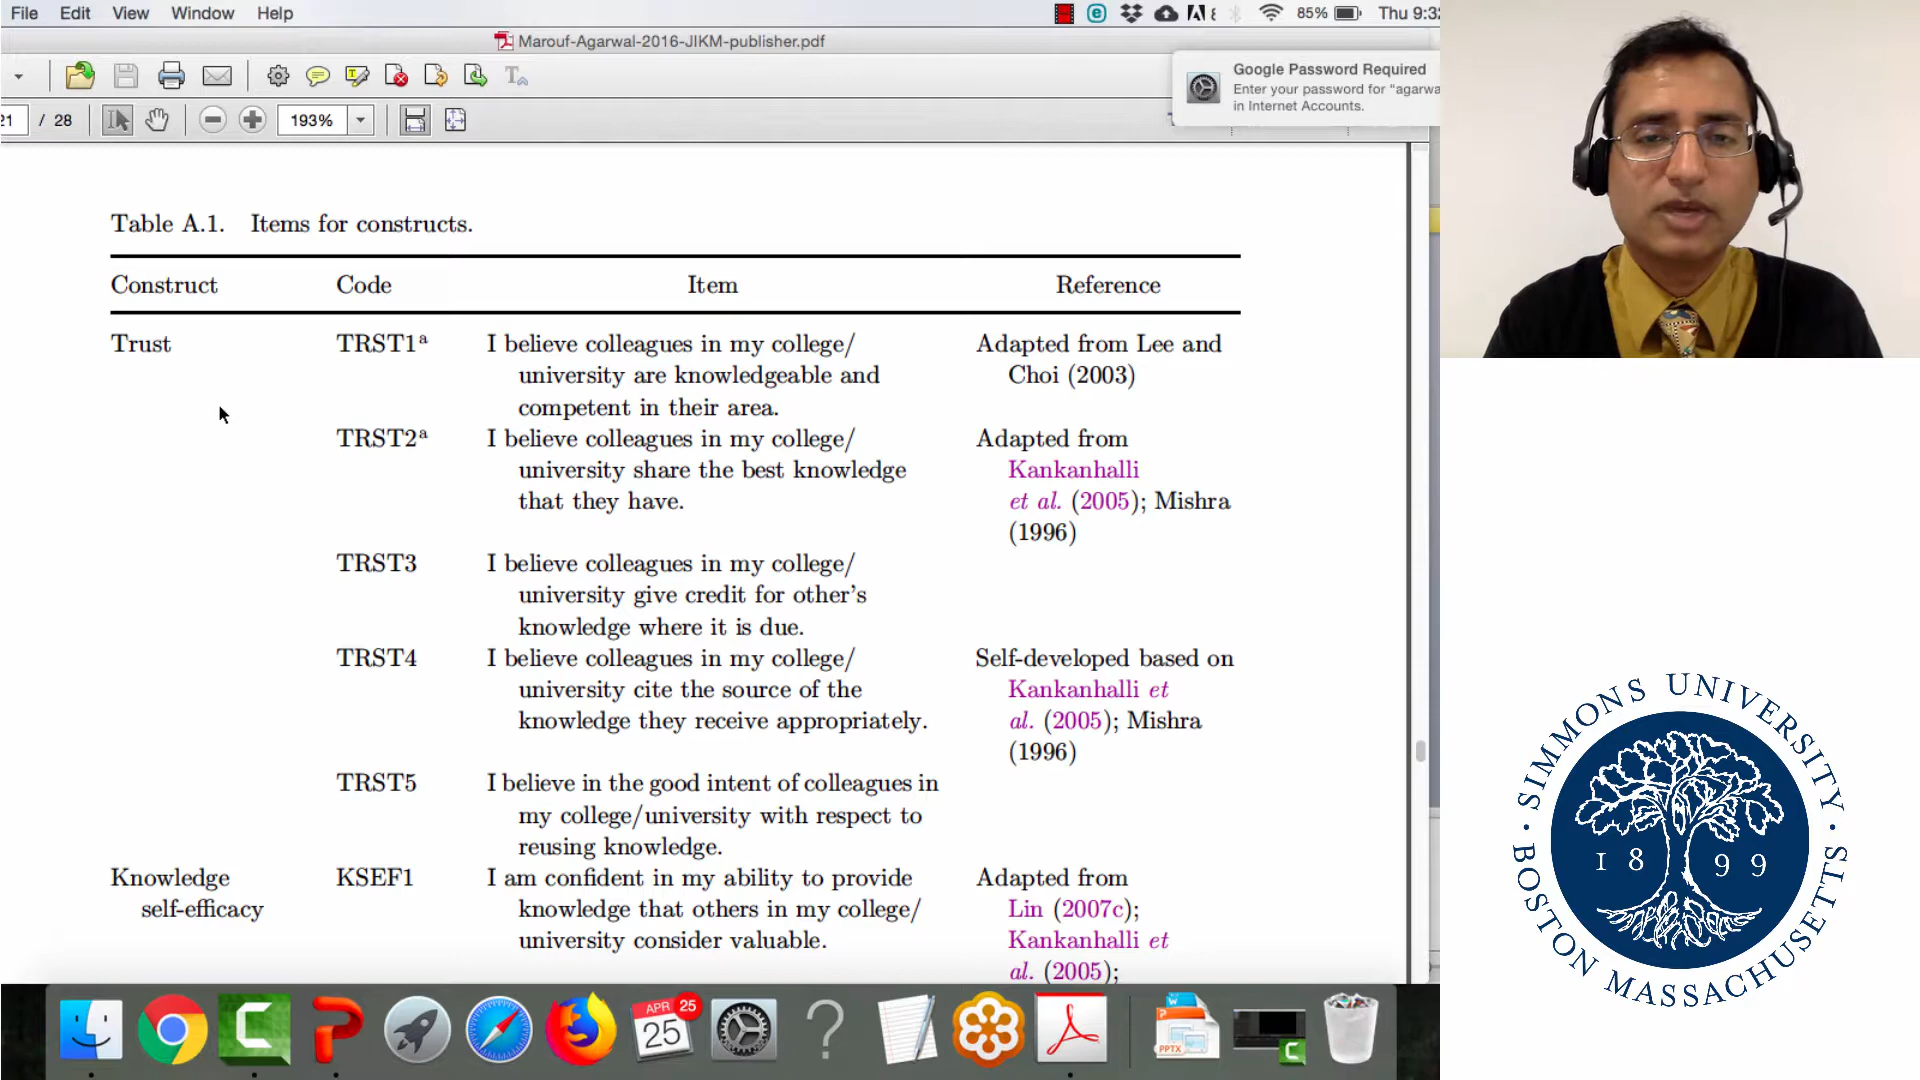 File Edit View Window Help
85% Thu 9:32
Marouf-Agarwal-2016-JIKM-publisher.pdf
Google Password Required
Enter your password for "agarwa
in Internet Accounts.
21 / 28 193%
Table A.1. Items for constructs.
Construct Code Item Reference
Trust TRST1a I believe colleagues in my college/ Adapted from Lee and
university are knowledgeable and Choi (2003)
competent in their area.
TRST2a I believe colleagues in my college/ Adapted from
university share the best knowledge Kankanhalli
that they have. et al. (2005); Mishra
(1996)
TRST3 I believe colleagues in my college/
university give credit for other's
knowledge where it is due.
TRST4 I believe colleagues in my college/ Self-developed based on
university cite the source of the Kankanhalli et
knowledge they receive appropriately. al. (2005); Mishra
(1996)
TRST5 I believe in the good intent of colleagues in
my college/university with respect to
reusing knowledge.
Knowledge KSEF1 I am confident in my ability to provide Adapted from
self-efficacy knowledge that others in my college/ Lin (2007c);
university consider valuable. Kankanhalli et
al. (2005);
APR 25
25
PPTX
SIMMONS UNIVERSITY
1899
BOSTON MASSACHUSETTS